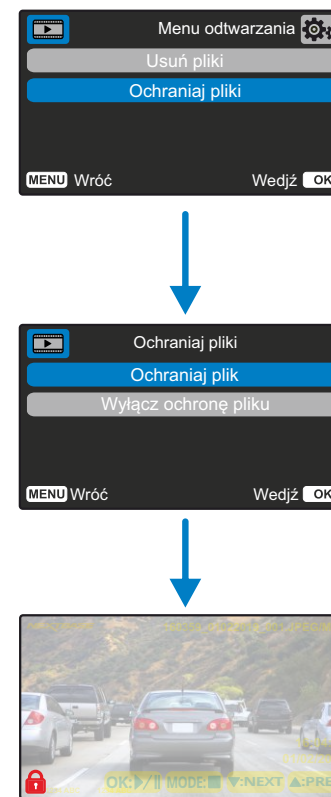 Menu odtwarzania
Usuń pliki
Ochraniaj pliki
MENU Wróć Wedjź OK
Ochraniaj pliki
Ochraniaj plik
Wyłącz ochronę pliku
MENU Wróć Wedjź OK
OK:▶/|| MODE:■ ▼:NEXT ▲:PRE